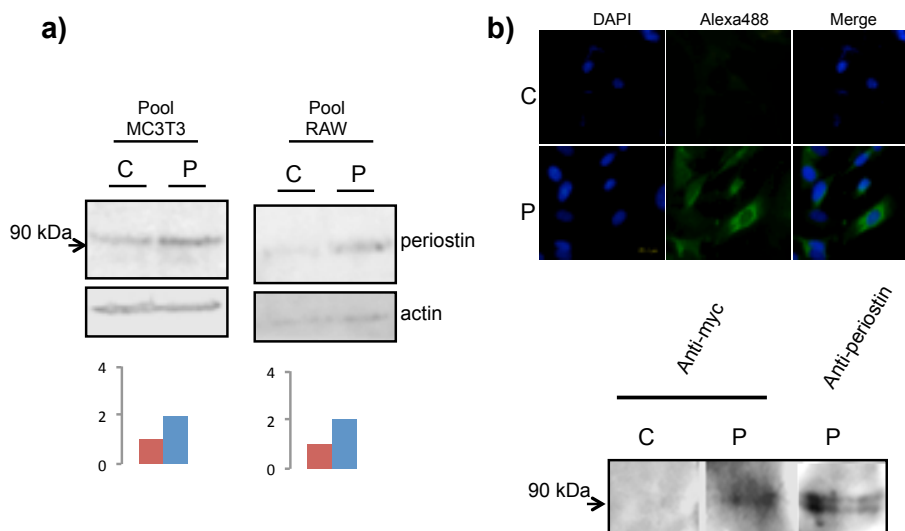 a)
Pool
MC3T3
Pool
RAW
C
P
C
P
90 kDa
periostin
actin
4
2
0
4
2
0
b)
DAPI
Alexa488
Merge
C
P
Anti-myc
Anti-periostin
C
P
P
90 kDa